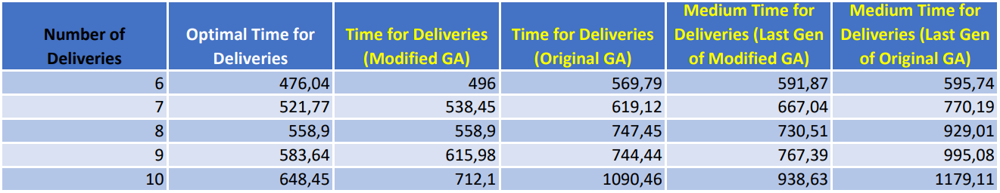 Number of Deliveries Optimal Time for Deliveries Time for Deliveries (Modified GA) Time for Deliveries (Original GA) Medium Time for Deliveries (Last Gen of Modified GA) Medium Time for Deliveries (Last Gen of Original GA)
6 476,04 496 569,79 591,87 595,74
7 521,77 538,45 619,12 667,04 770,19
8 558,9 558,9 747,45 730,51 929,01
9 583,64 615,98 744,44 767,39 995,08
10 648,45 712,1 1090,46 938,63 1179,11